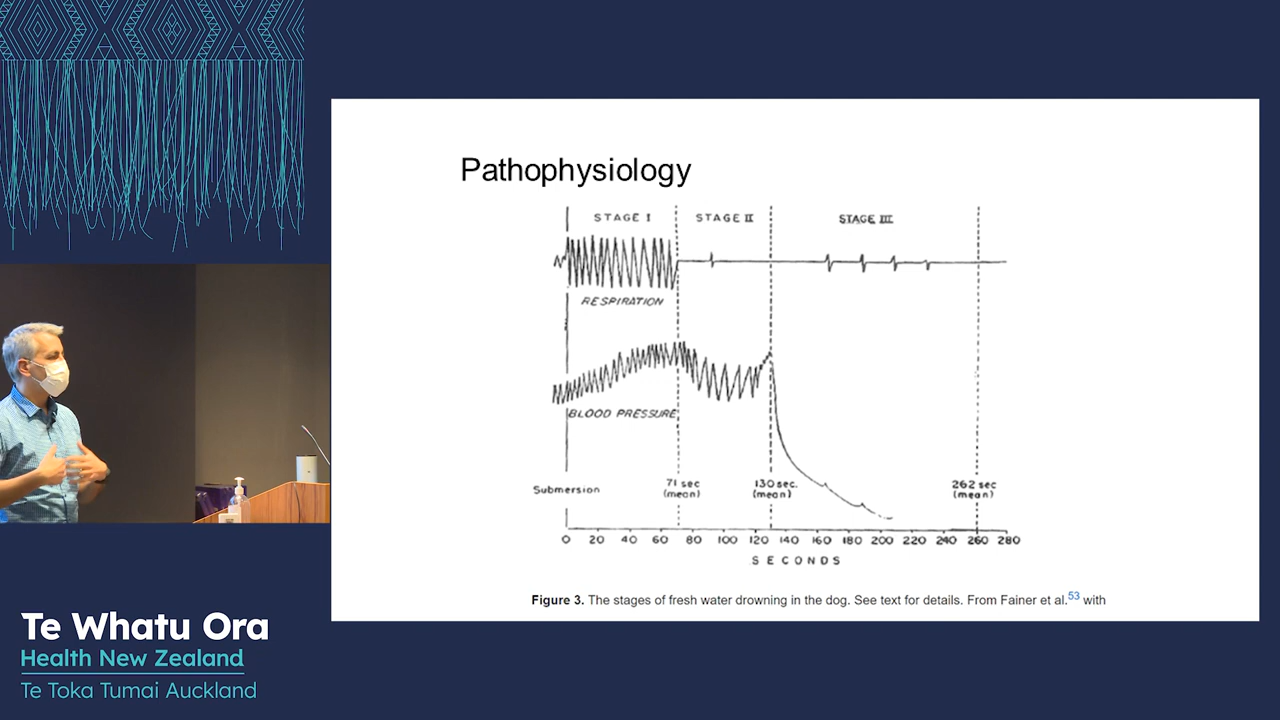 Pathophysiology
STAGE I
STAGE II
STAGE III
RESPIRATION
BLOOD PRESSURE
Submersion
71 sec
(mean)
130 sec.
(mean)
262 sec
(mean)
0 20 40 60 80 100 120 140 160 180 200 220 240 260 280
SECONDS
Figure 3. The stages of fresh water drowning in the dog. See text for details. From Fainer et al.53 with
Te Whatu Ora
Health New Zealand
Te Toka Tumai Auckland